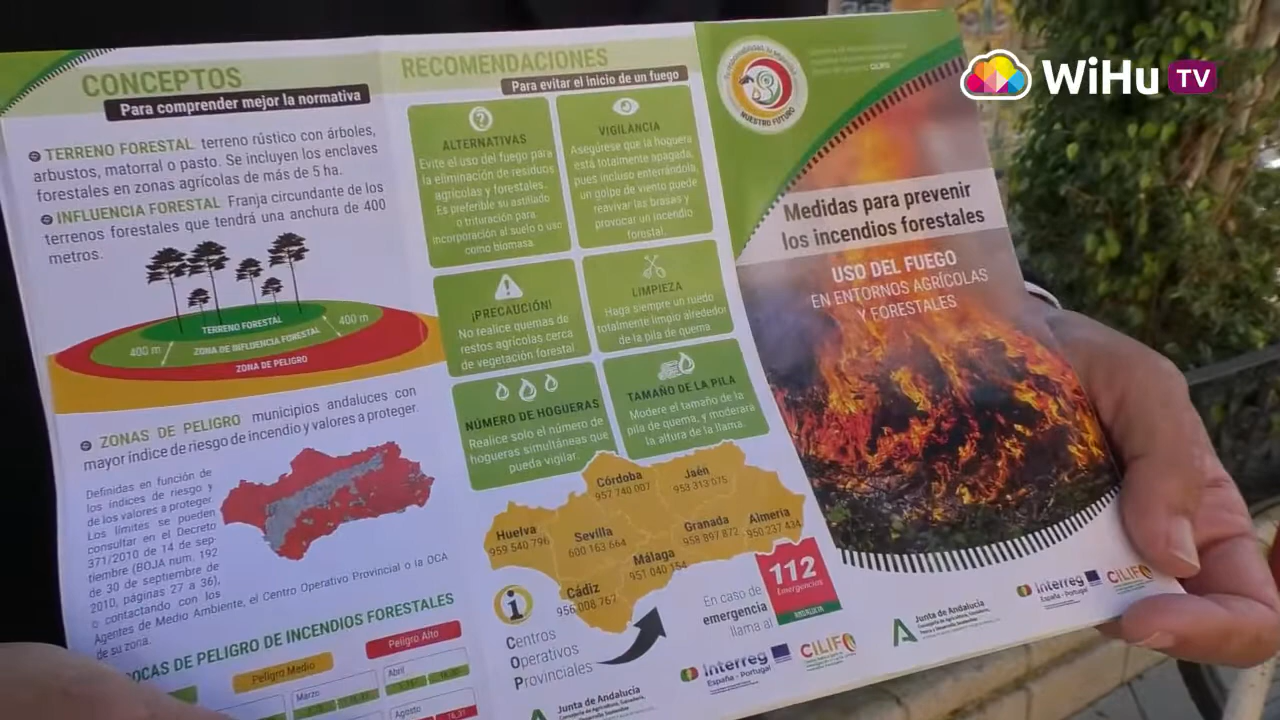 WiHu TV
CONCEPTOS
Para comprender mejor la normativa
TERRENO FORESTAL: terreno rústico con árboles,
arbustos, matorral o pasto. Se incluyen los enclaves
forestales en zonas agrícolas de más de 5 ha.
INFLUENCIA FORESTAL: Franja circundante de los
terrenos forestales que tendrá una anchura de 400
metros.
TERRENO FORESTAL
400 m
400 m
ZONA DE INFLUENCIA FORESTAL
ZONA DE PELIGRO
ZONAS DE PELIGRO: municipios andaluces con
mayor índice de riesgo de incendio y valores a proteger.
Definidas en función de
los índices de riesgo y
de los valores a proteger.
Los límites se pueden
consultar en el Decreto
371/2010 de 14 de sep-
tiembre (BOJA núm. 192
de 30 de septiembre de
2010, páginas 27 a 36),
o contactando con los
Agentes de Medio Ambiente, el Centro Operativo Provincial o la OCA
de su zona.
OCAS DE PELIGRO DE INCENDIOS FORESTALES
Peligro Medio
Peligro Alto
Marzo
Abril
Agosto
RECOMENDACIONES
Para evitar el inicio de un fuego
ALTERNATIVAS
Evite el uso del fuego para
la eliminación de residuos
agrícolas y forestales.
Es preferible su astillado
o trituración para
incorporación al suelo o uso
como biomasa.
VIGILANCIA
Asegúrese que la hoguera
está totalmente apagada,
pues incluso enterrándola,
un golpe de viento puede
reavivar las brasas y
provocar un incendio
forestal.
¡PRECAUCIÓN!
No realice quemas de
restos agrícolas cerca
de vegetación forestal
LIMPIEZA
Haga siempre un ruedo
totalmente limpio alrededor
de la pila de quema.
NÚMERO DE HOGUERAS
Realice solo el número de
hogueras simultáneas que
pueda vigilar.
TAMAÑO DE LA PILA
Modere el tamaño de la
pila de quema, y moderará
la altura de la llama.
Córdoba
957 740 007
Jaén
953 313 075
Huelva
959 540 796
Sevilla
600 163 664
Granada
958 897 872
Almería
950 237 434
Málaga
951 040 154
Cádiz
956 008 767
Centros
Operativos
Provinciales
En caso de
emergencia
llama al
112
Emergencias
ANDALUCÍA
Interreg
España - Portugal
CILIFO
Junta de Andalucía
NUESTRO FUTURO
Medidas para prevenir
los incendios forestales
USO DEL FUEGO
EN ENTORNOS AGRÍCOLAS
Y FORESTALES
Junta de Andalucía
Interreg
España - Portugal
CILIFO